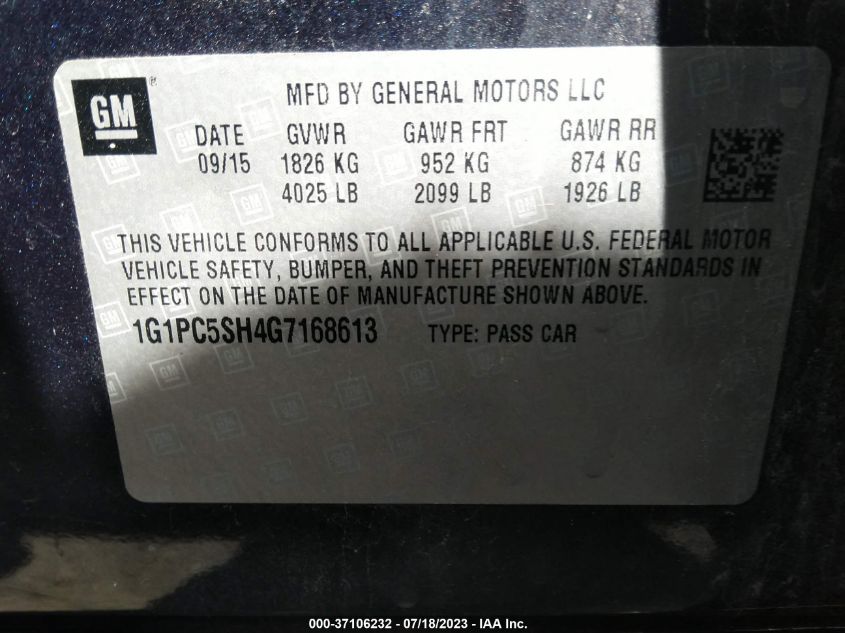 GM ®
MFD BY GENERAL MOTORS LLC
DATE GVWR GAWR FRT GAWR RR
09/15 1826 KG 952 KG 874 KG
4025 LB 2099 LB 1926 LB
THIS VEHICLE CONFORMS TO ALL APPLICABLE U.S. FEDERAL MOTOR
VEHICLE SAFETY, BUMPER, AND THEFT PREVENTION STANDARDS IN
EFFECT ON THE DATE OF MANUFACTURE SHOWN ABOVE.
1G1PC5SH4G7168613 TYPE: PASS CAR
000-37106232 - 07/18/2023 - IAA Inc.